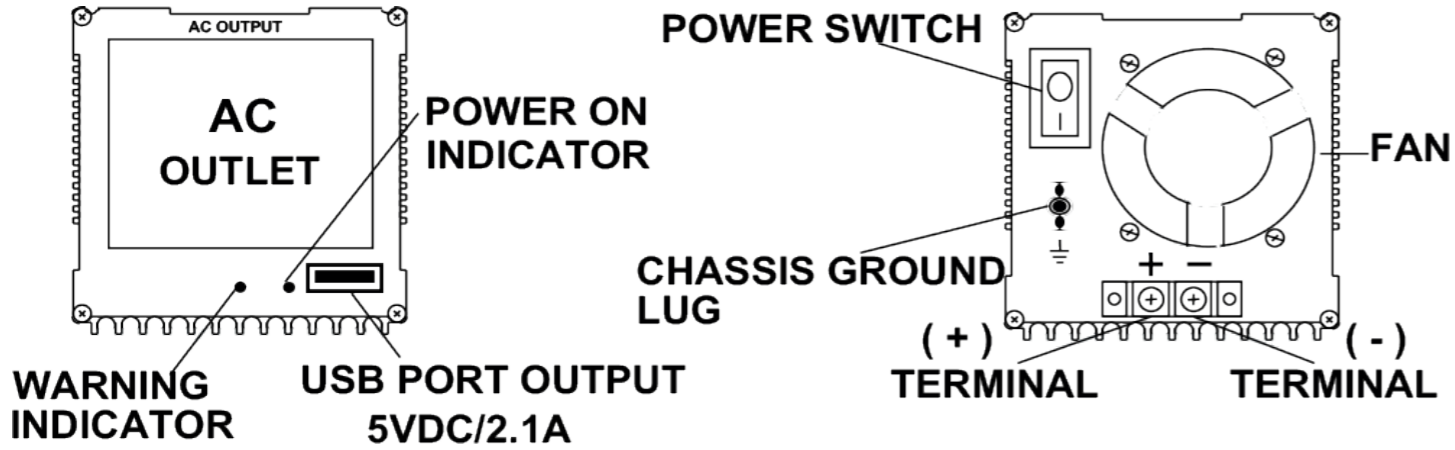 AC OUTPUT
AC
OUTLET
POWER ON
INDICATOR
WARNING
INDICATOR
USB PORT OUTPUT
5VDC/2.1A
POWER SWITCH
FAN
CHASSIS GROUND
LUG
+ −
( + )
TERMINAL
( - )
TERMINAL